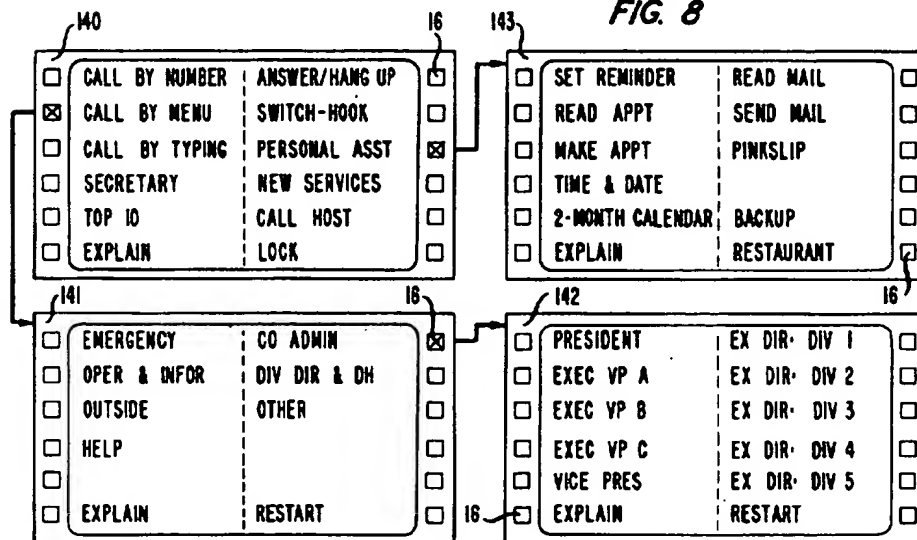 FIG. 8
140
16
CALL BY NUMBER ANSWER/HANG UP
CALL BY MENU SWITCH-HOOK
CALL BY TYPING PERSONAL ASST
SECRETARY NEW SERVICES
TOP 10 CALL HOST
EXPLAIN LOCK
143
SET REMINDER READ MAIL
READ APPT SEND MAIL
MAKE APPT PINKSLIP
TIME & DATE
2-MONTH CALENDAR BACKUP
EXPLAIN RESTAURANT
16
141
16
EMERGENCY CO ADMIN
OPER & INFOR DIV DIR & DH
OUTSIDE OTHER
HELP
EXPLAIN RESTART
142
PRESIDENT EX DIR· DIV 1
EXEC VP A EX DIR· DIV 2
EXEC VP B EX DIR· DIV 3
EXEC VP C EX DIR· DIV 4
VICE PRES EX DIR· DIV 5
EXPLAIN RESTART
16